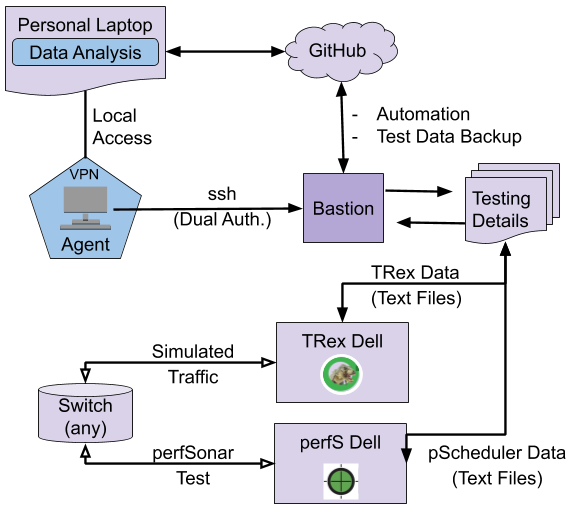 Personal Laptop
Data Analysis
GitHub
Local
Access
- Automation
- Test Data Backup
VPN
Agent
ssh
(Dual Auth.)
Bastion
Testing
Details
TRex Data
(Text Files)
Simulated
Traffic
TRex Dell
Switch
(any)
perfSonar
Test
perfS Dell
pScheduler Data
(Text Files)